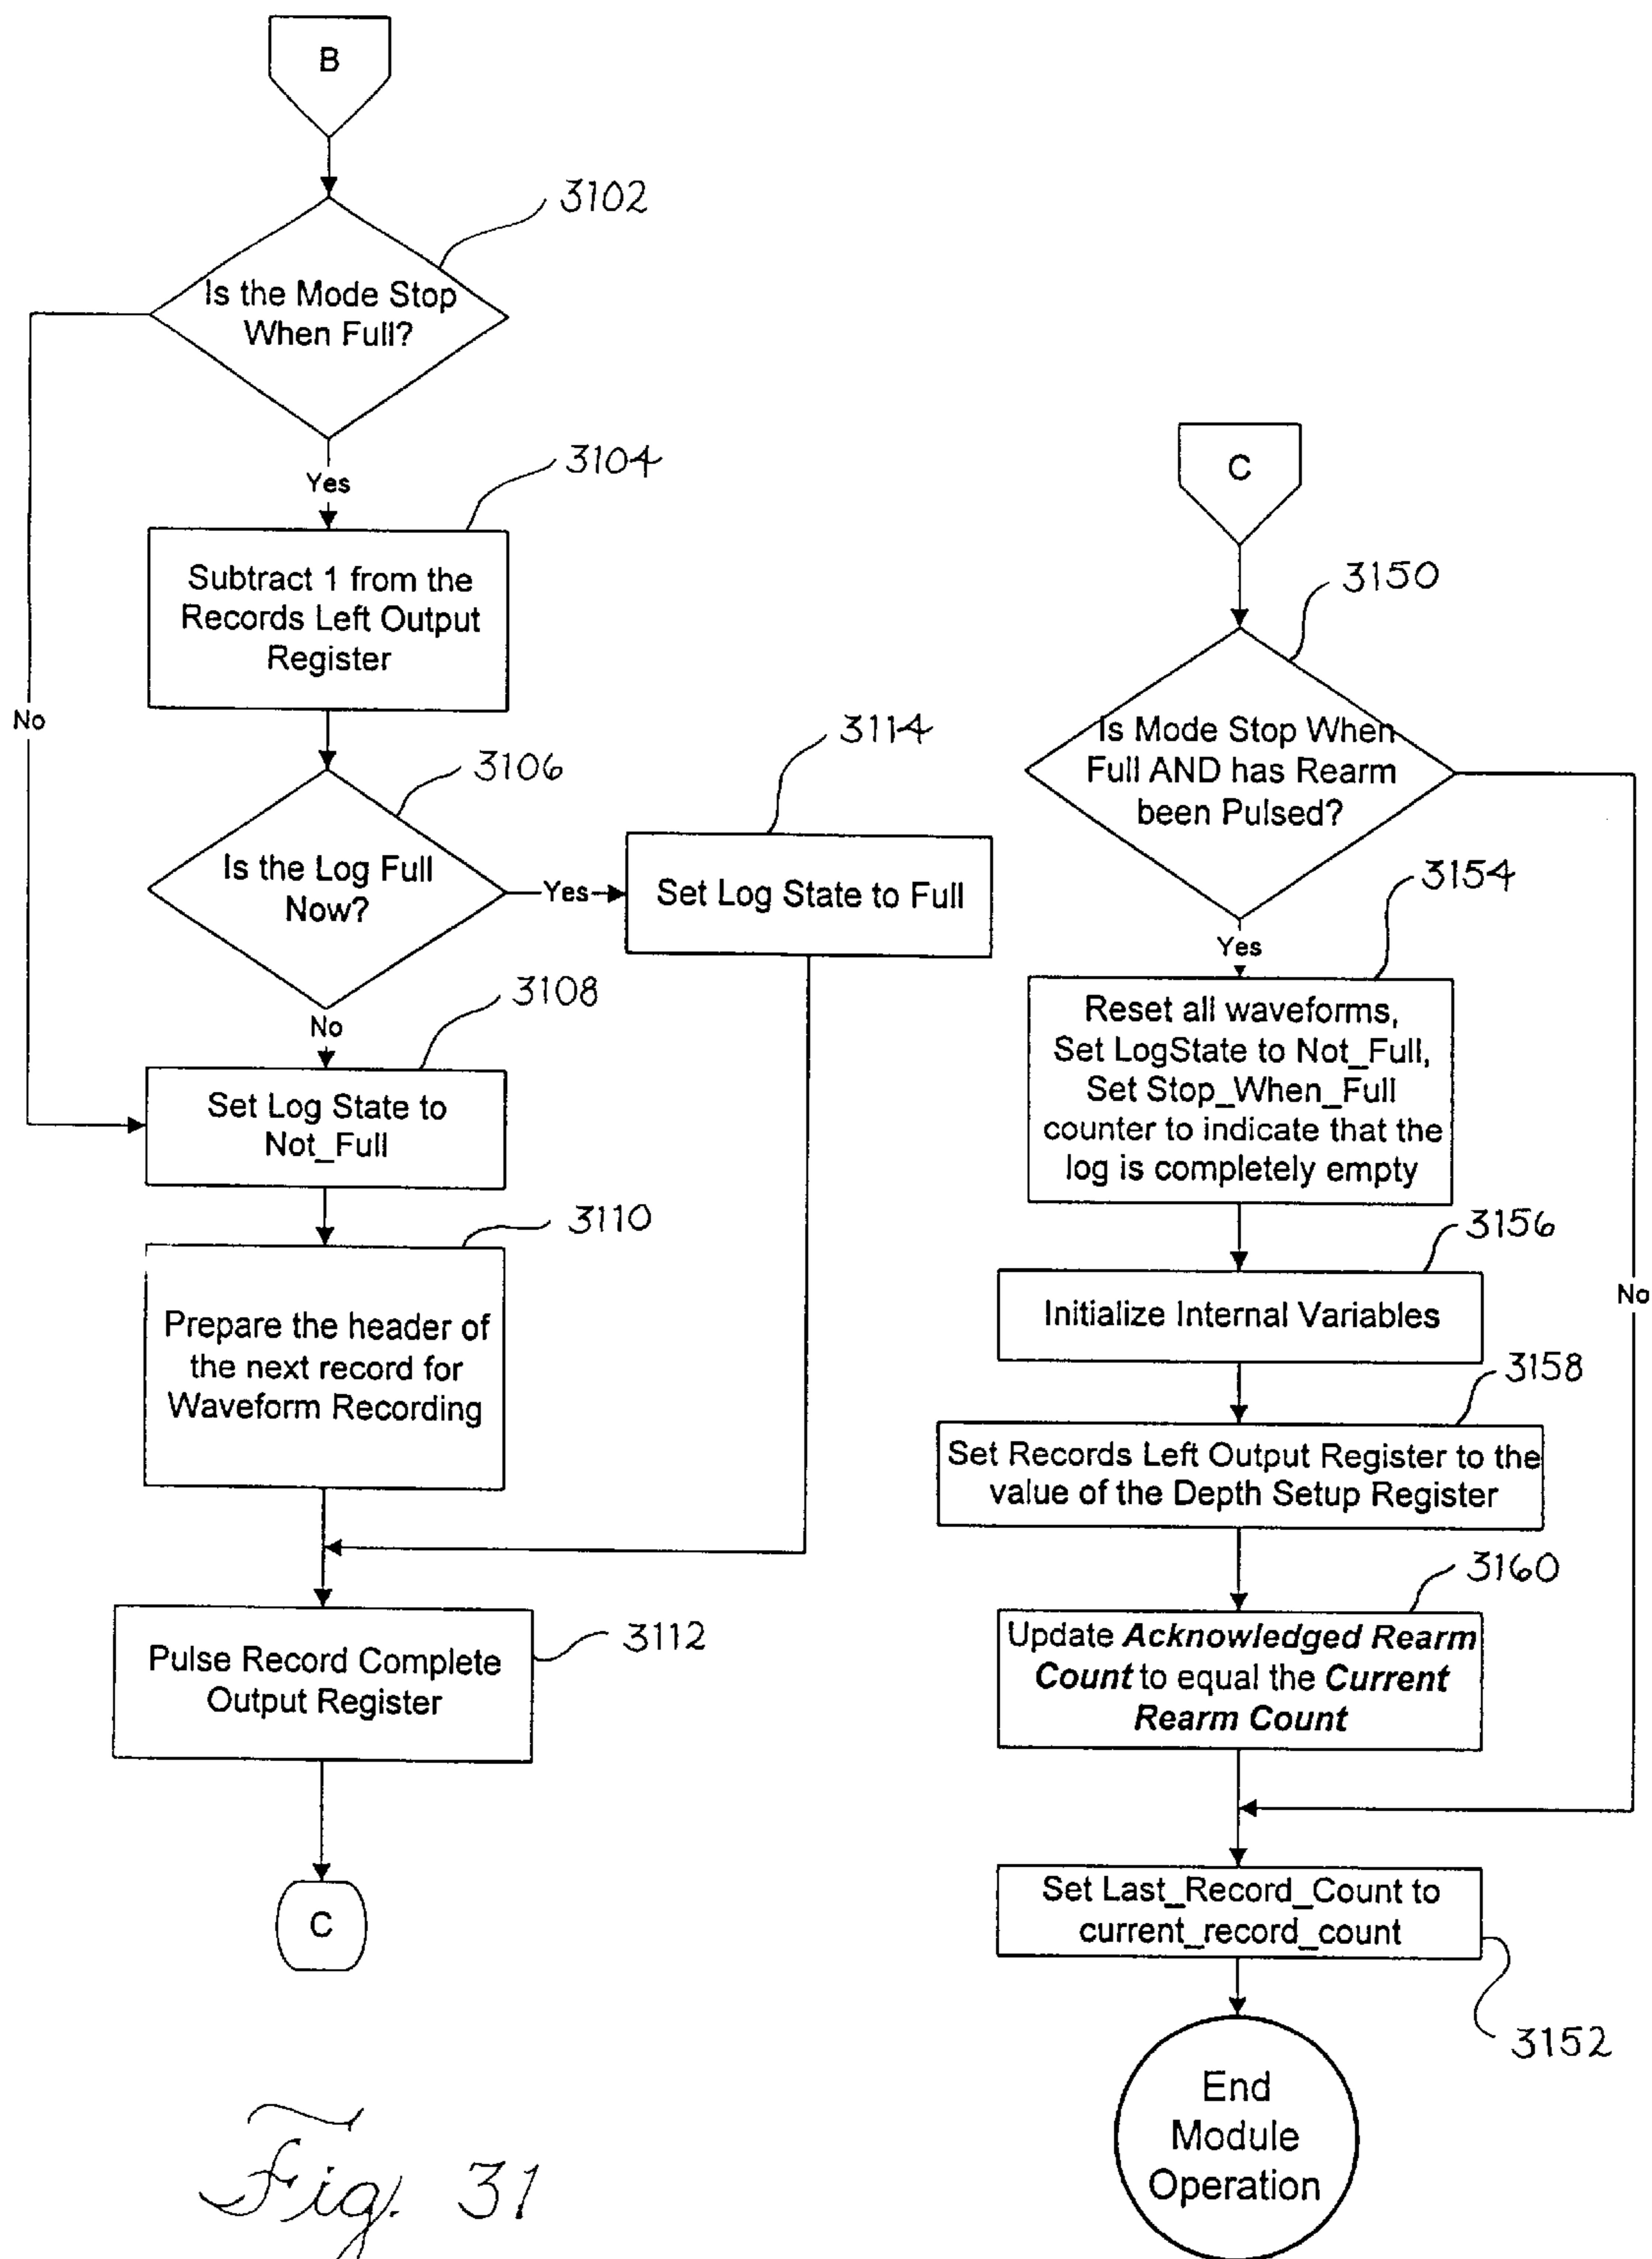 B
3102
Is the Mode Stop
When Full?
Yes
3104
Subtract 1 from the
Records Left Output
Register
No
3106
Is the Log Full
Now?
Yes
3114
Set Log State to Full
No
3108
Set Log State to
Not_Full
3110
Prepare the header of
the next record for
Waveform Recording
3112
Pulse Record Complete
Output Register
C
C
3150
Is Mode Stop When
Full AND has Rearm
been Pulsed?
Yes
3154
Reset all waveforms,
Set LogState to Not_Full,
Set Stop_When_Full
counter to indicate that the
log is completely empty
3156
Initialize Internal Variables
No
3158
Set Records Left Output Register to the
value of the Depth Setup Register
3160
Update Acknowledged Rearm
Count to equal the Current
Rearm Count
Set Last_Record_Count to
current_record_count
3152
End
Module
Operation
Fig. 31